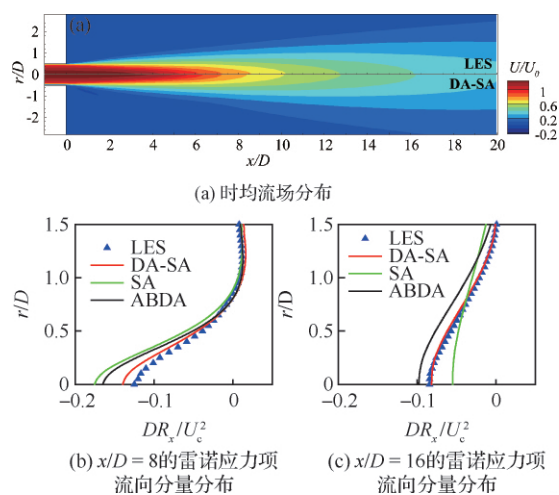 (a)
2
1
0
-1
-2
r/D
LES
DA-SA
U/U₀
1
0.6
0.2
-0.2
0 2 4 6 8 10 12 14 16 18 20
x/D
(a) 时均流场分布
1.5
1.0
0.5
0
r/D
LES
DA-SA
SA
ABDA
−0.2 −0.1 0
DRₓ/U_c²
(b) x/D = 8的雷诺应力项
流向分量分布
1.5
1.0
0.5
0
r/D
LES
DA-SA
SA
ABDA
−0.2 −0.1 0
DRₓ/U_c²
(c) x/D = 16的雷诺应力项
流向分量分布